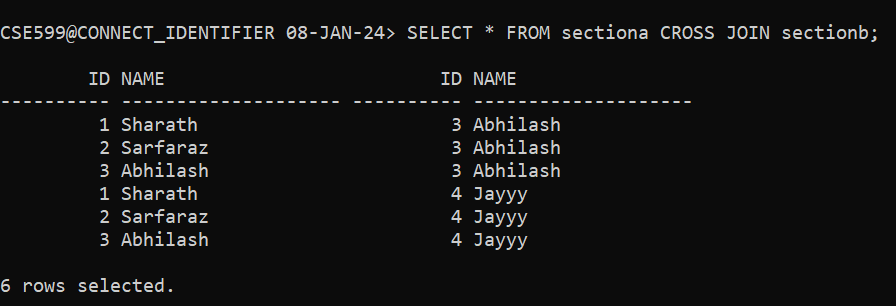 CSE599@CONNECT_IDENTIFIER 08-JAN-24> SELECT * FROM sectiona CROSS JOIN sectionb;
        ID NAME                         ID NAME
---------- -------------------- ---------- --------------------
         1 Sharath                       3 Abhilash
         2 Sarfaraz                      3 Abhilash
         3 Abhilash                      3 Abhilash
         1 Sharath                       4 Jayyy
         2 Sarfaraz                      4 Jayyy
         3 Abhilash                      4 Jayyy
6 rows selected.